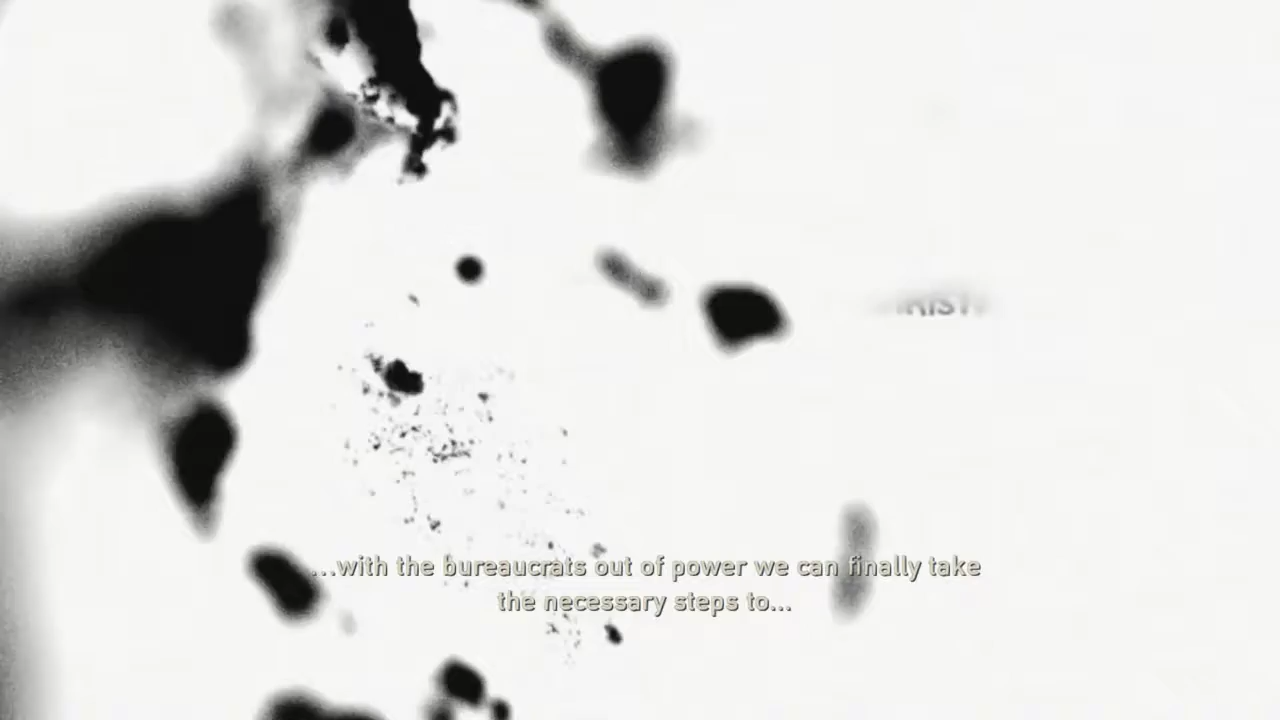 ...with the bureaucrats out of power we can finally take
the necessary steps to...